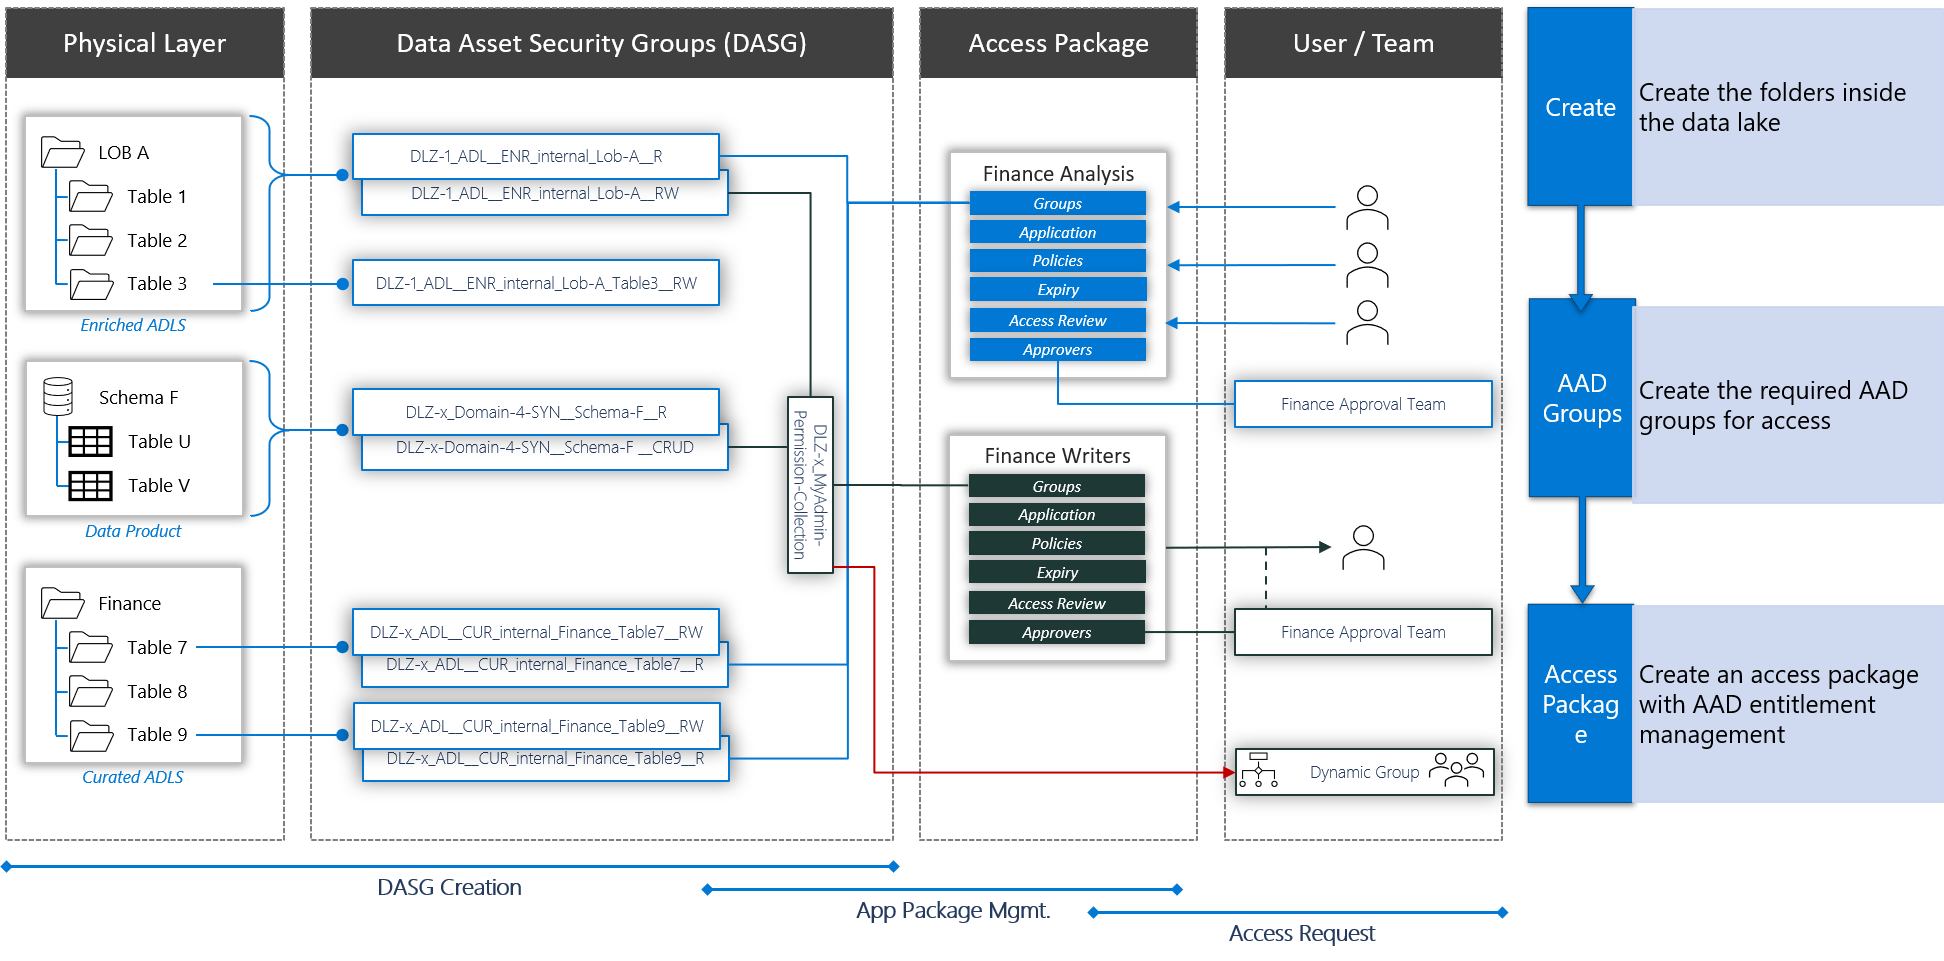 Physical Layer
Data Asset Security Groups (DASG)
Access Package
User / Team
LOB A
Table 1
Table 2
Table 3
Enriched ADLS
Schema F
Table U
Table V
Data Product
Finance
Table 7
Table 8
Table 9
Curated ADLS
DLZ-1_ADL__ENR_internal_Lob-A__R
DLZ-1_ADL__ENR_internal_Lob-A__RW
DLZ-1_ADL__ENR_internal_Lob-A_Table3__RW
DLZ-x_Domain-4-SYN__Schema-F__R
DLZ-x-Domain-4-SYN__Schema-F __CRUD
DLZ-x_MyAdmin-
Permission-Collection
DLZ-x_ADL__CUR_internal_Finance_Table7__RW
DLZ-x_ADL__CUR_internal_Finance_Table7__R
DLZ-x_ADL__CUR_internal_Finance_Table9__RW
DLZ-x_ADL__CUR_internal_Finance_Table9__R
Finance Analysis
Groups
Application
Policies
Expiry
Access Review
Approvers
Finance Writers
Groups
Application
Policies
Expiry
Access Review
Approvers
Finance Approval Team
Finance Approval Team
Dynamic Group
Create
Create the folders inside
the data lake
AAD
Groups
Create the required AAD
groups for access
Access
Packag
e
Create an access package
with AAD entitlement
management
DASG Creation
App Package Mgmt.
Access Request